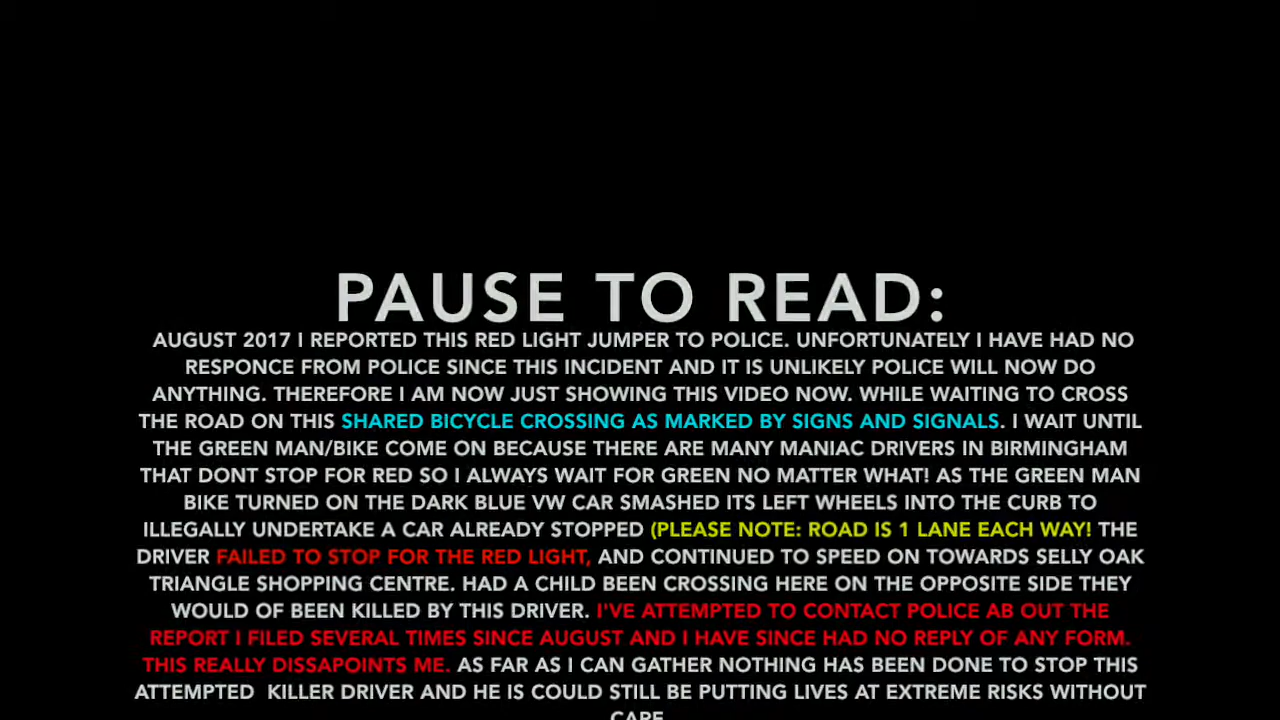 PAUSE TO READ:
AUGUST 2017 I REPORTED THIS RED LIGHT JUMPER TO POLICE. UNFORTUNATELY I HAVE HAD NO
RESPONCE FROM POLICE SINCE THIS INCIDENT AND IT IS UNLIKELY POLICE WILL NOW DO
ANYTHING. THEREFORE I AM NOW JUST SHOWING THIS VIDEO NOW. WHILE WAITING TO CROSS
THE ROAD ON THIS SHARED BICYCLE CROSSING AS MARKED BY SIGNS AND SIGNALS. I WAIT UNTIL
THE GREEN MAN/BIKE COME ON BECAUSE THERE ARE MANY MANIAC DRIVERS IN BIRMINGHAM
THAT DONT STOP FOR RED SO I ALWAYS WAIT FOR GREEN NO MATTER WHAT! AS THE GREEN MAN
BIKE TURNED ON THE DARK BLUE VW CAR SMASHED ITS LEFT WHEELS INTO THE CURB TO
ILLEGALLY UNDERTAKE A CAR ALREADY STOPPED (PLEASE NOTE: ROAD IS 1 LANE EACH WAY! THE
DRIVER FAILED TO STOP FOR THE RED LIGHT, AND CONTINUED TO SPEED ON TOWARDS SELLY OAK
TRIANGLE SHOPPING CENTRE. HAD A CHILD BEEN CROSSING HERE ON THE OPPOSITE SIDE THEY
WOULD OF BEEN KILLED BY THIS DRIVER. I'VE ATTEMPTED TO CONTACT POLICE AB OUT THE
REPORT I FILED SEVERAL TIMES SINCE AUGUST AND I HAVE SINCE HAD NO REPLY OF ANY FORM.
THIS REALLY DISSAPOINTS ME. AS FAR AS I CAN GATHER NOTHING HAS BEEN DONE TO STOP THIS
ATTEMPTED  KILLER DRIVER AND HE IS COULD STILL BE PUTTING LIVES AT EXTREME RISKS WITHOUT
CARE